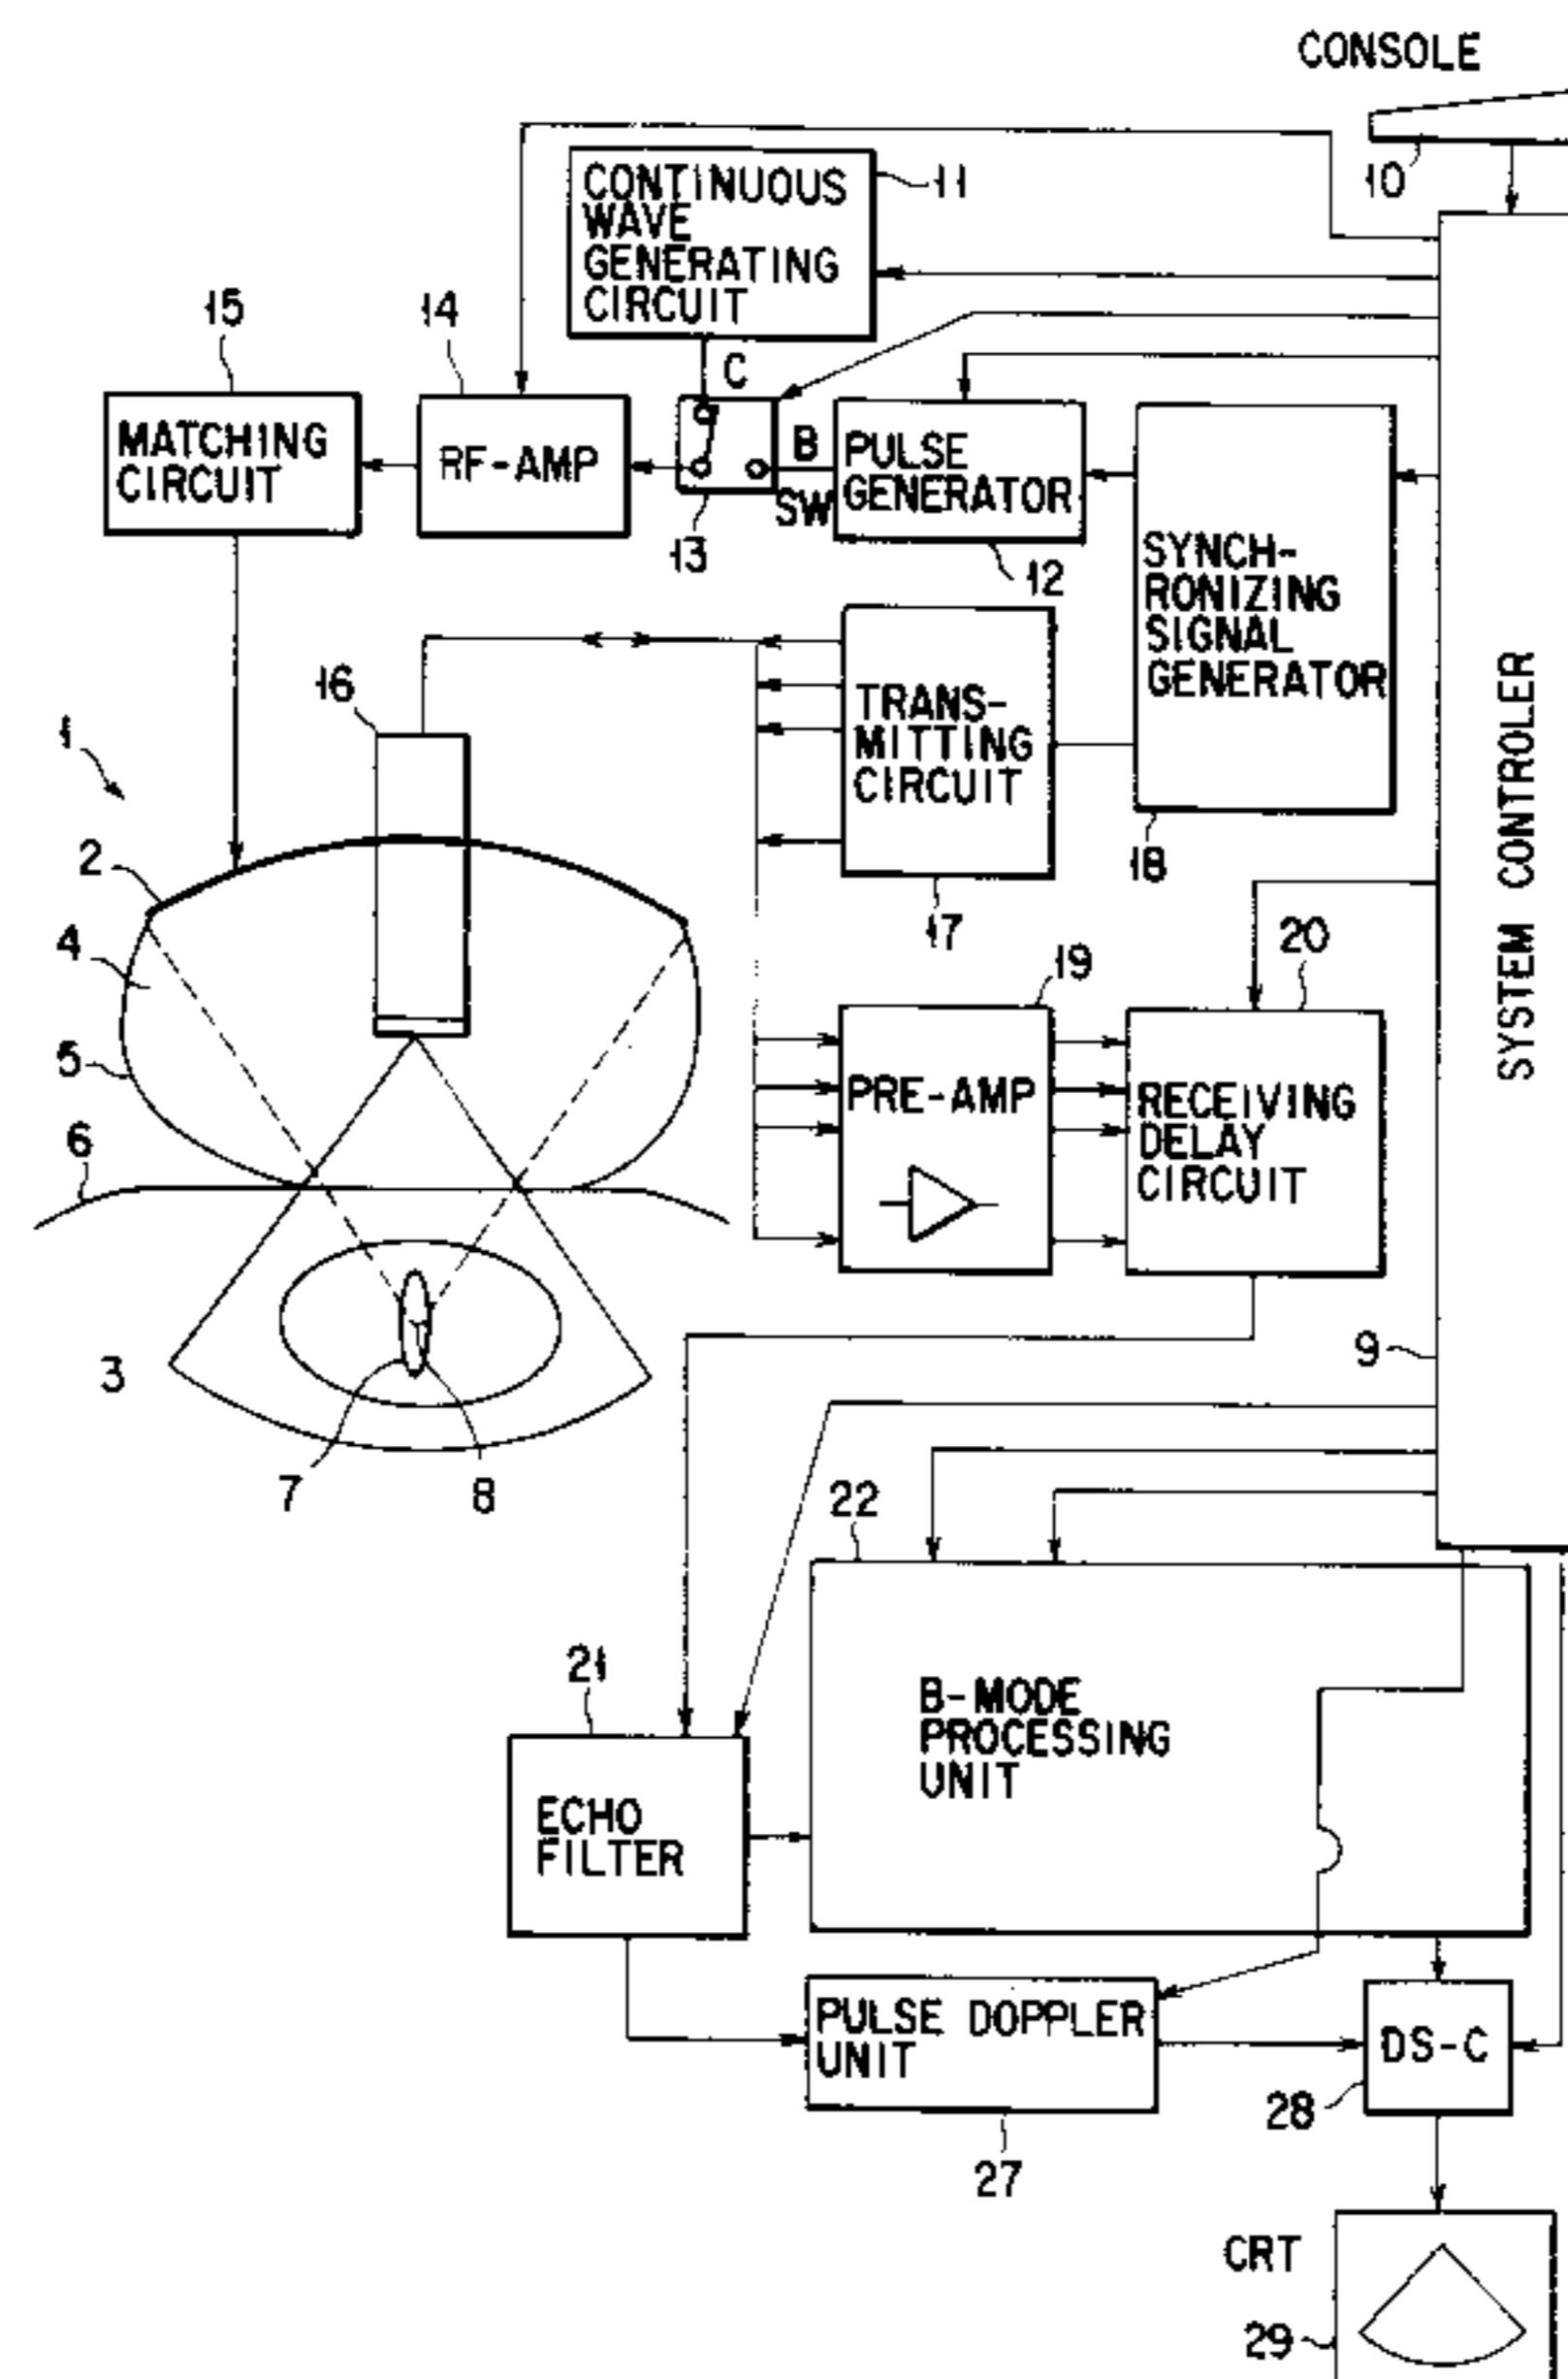 CONSOLE
10
CONTINUOUS
WAVE
GENERATING
CIRCUIT
11
15
14
C
MATCHING
CIRCUIT
RF-AMP
B
SW
13
PULSE
GENERATOR
12
SYNCH-
RONIZING
SIGNAL
GENERATOR
18
SYSTEM CONTROLER
16
1
TRANS-
MITTING
CIRCUIT
17
2
4
5
6
3
7
8
19
PRE-AMP
20
RECEIVING
DELAY
CIRCUIT
9
22
B-MODE
PROCESSING
UNIT
21
ECHO
FILTER
PULSE DOPPLER
UNIT
27
DS-C
28
CRT
29